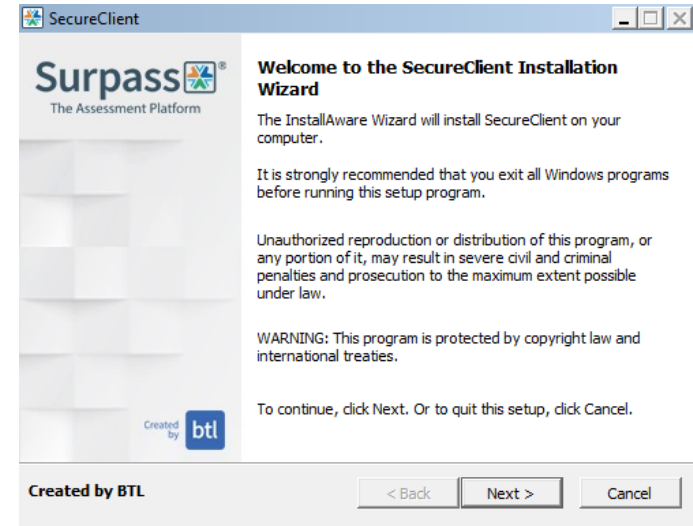 SecureClient
Surpass®
The Assessment Platform
Welcome to the SecureClient Installation
Wizard
The InstallAware Wizard will install SecureClient on your
computer.
It is strongly recommended that you exit all Windows programs
before running this setup program.
Unauthorized reproduction or distribution of this program, or
any portion of it, may result in severe civil and criminal
penalties and prosecution to the maximum extent possible
under law.
WARNING: This program is protected by copyright law and
international treaties.
To continue, click Next. Or to quit this setup, click Cancel.
Created
by
btl
Created by BTL
< Back
Next >
Cancel